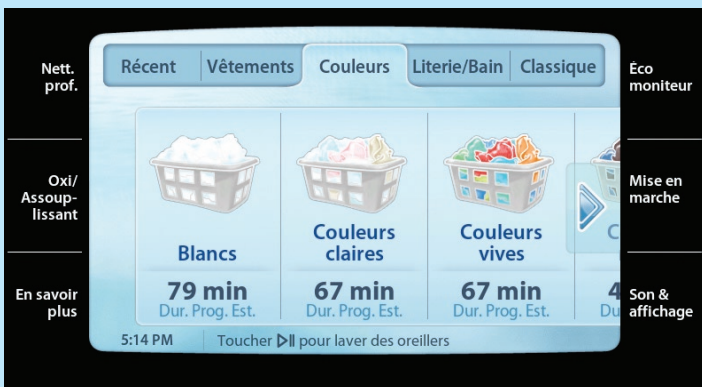 Nett.
prof.
Oxi/
Assoup-
lissant
En savoir
plus
Récent
Vêtements
Couleurs
Literie/Bain
Classique
Blancs
79 min
Dur. Prog. Est.
Couleurs
claires
67 min
Dur. Prog. Est.
Couleurs
vives
67 min
Dur. Prog. Est.
C
4
Du
5:14 PM
Toucher ▷|| pour laver des oreillers
Éco
moniteur
Mise en
marche
Son &
affichage